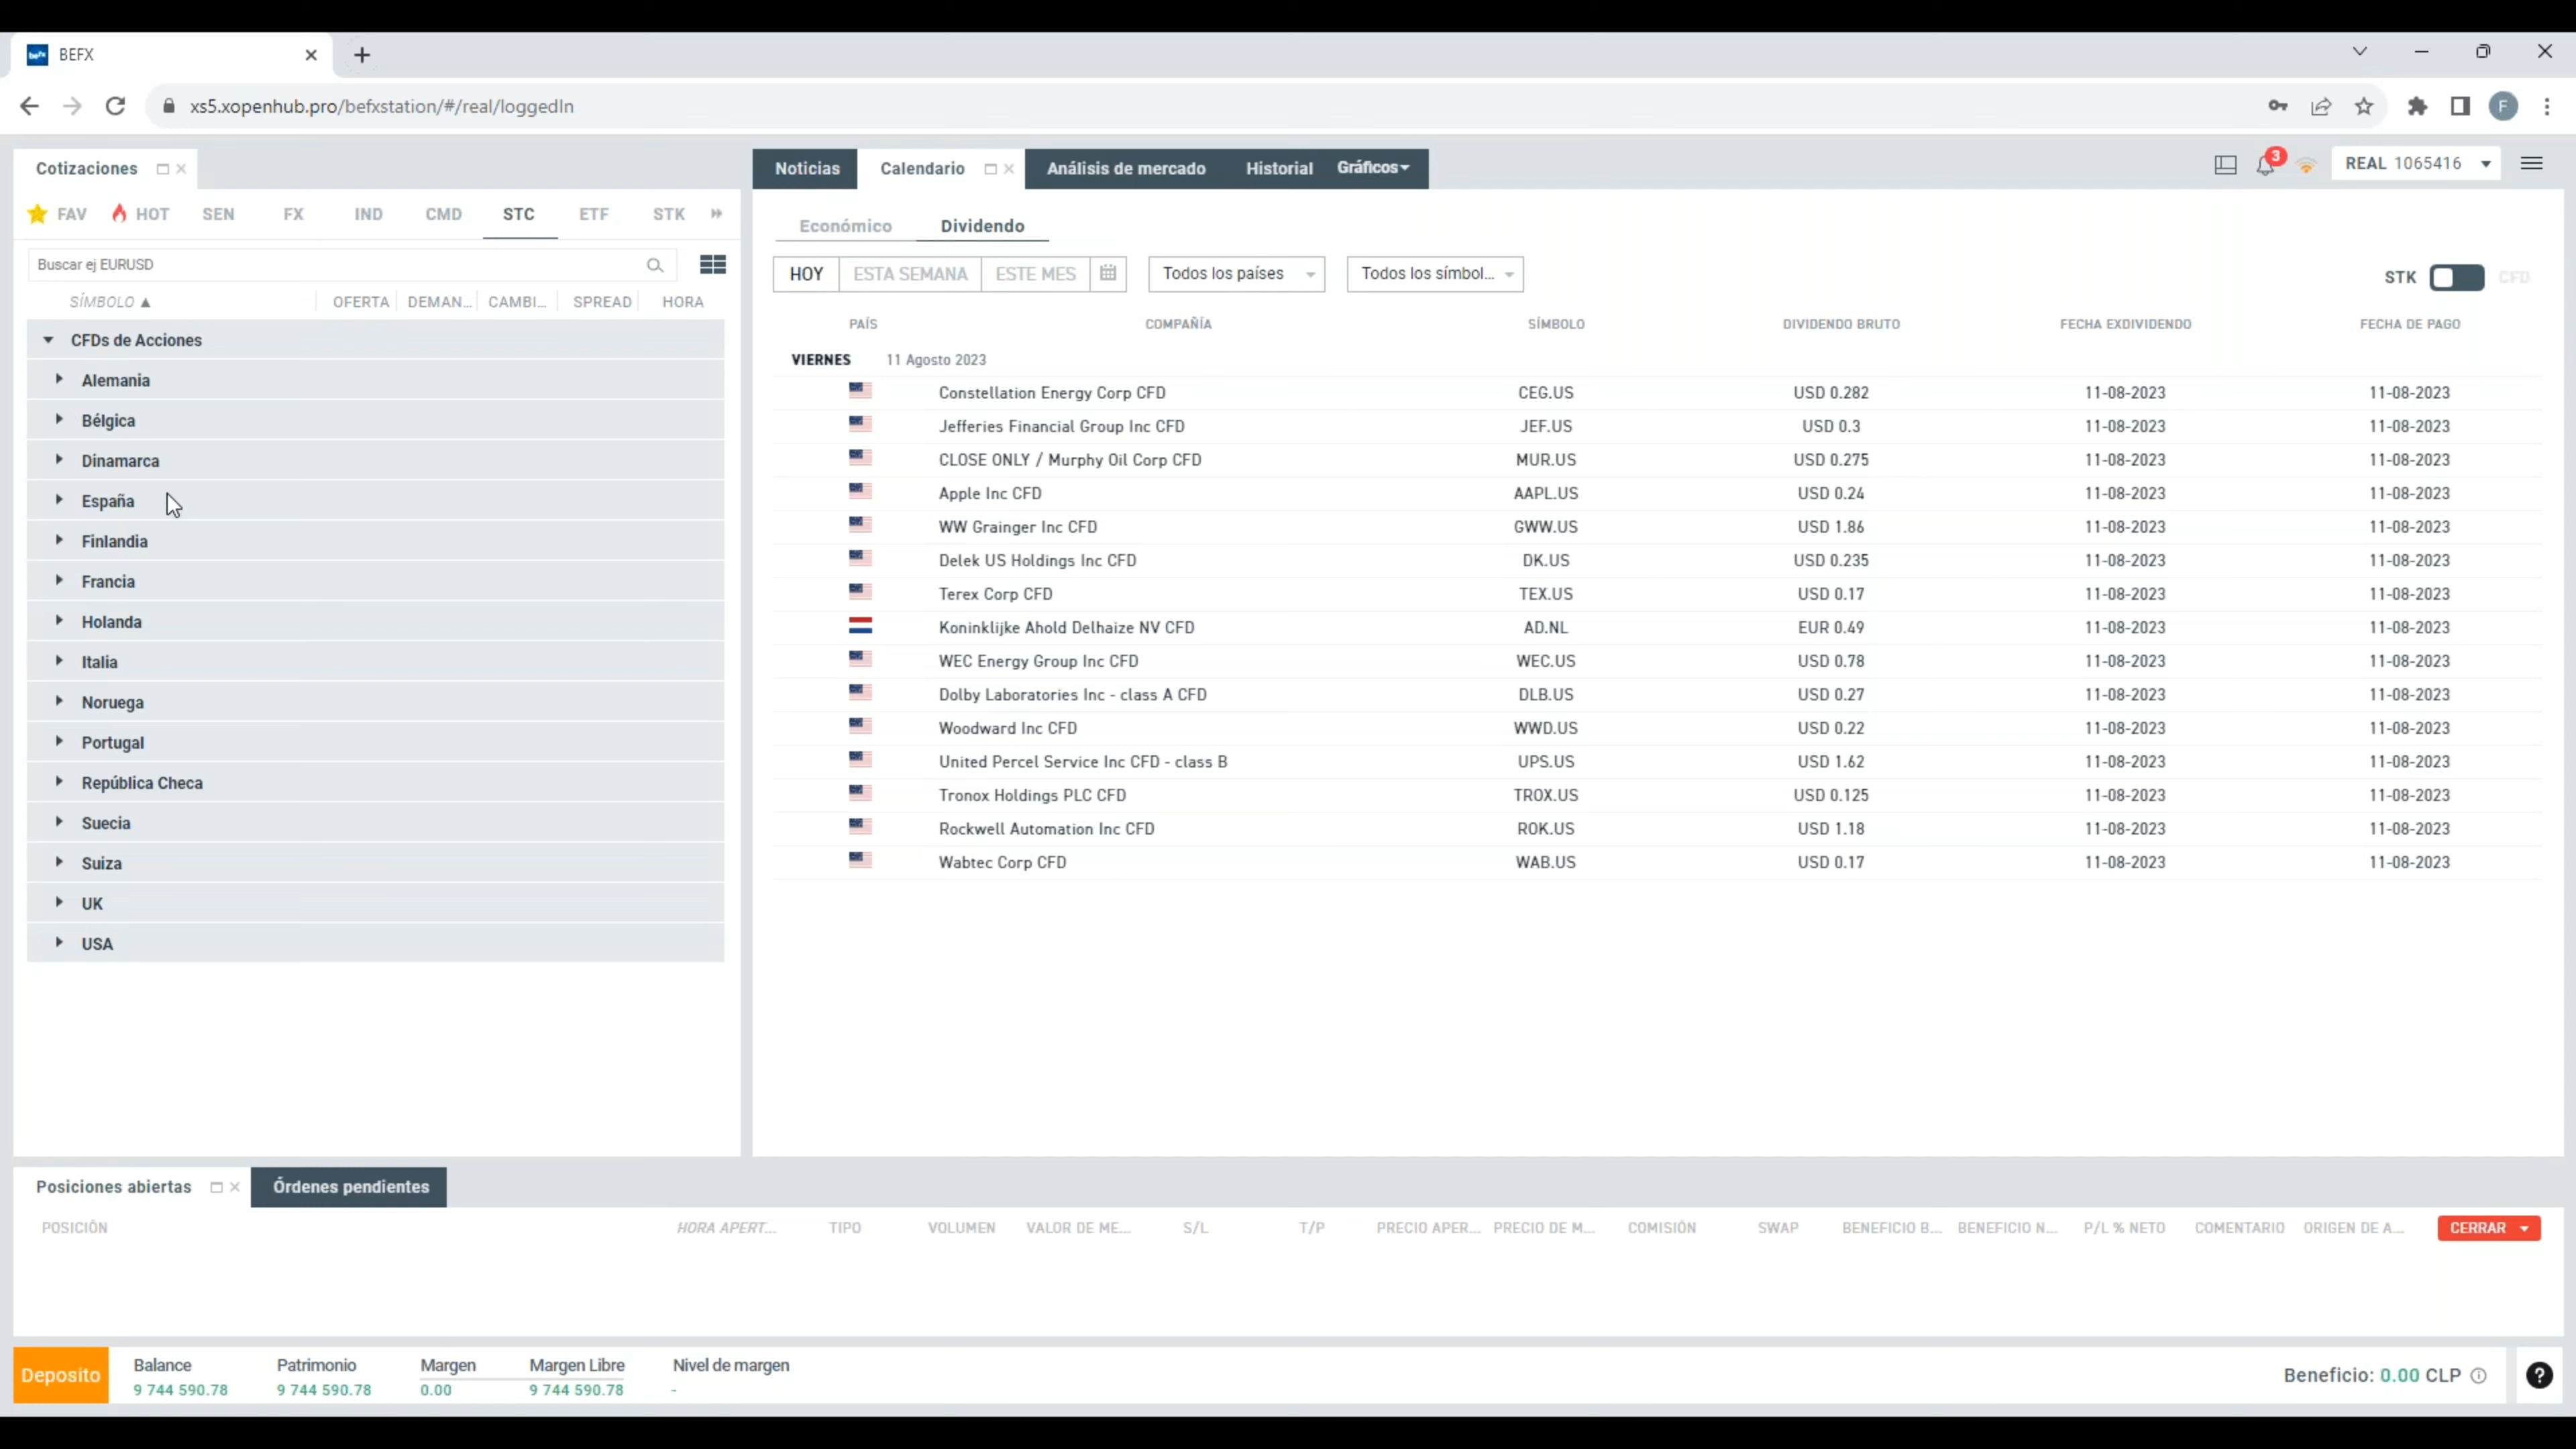 BEFX
xs5.xopenhub.pro/befxstation/#/real/loggedIn
F
Cotizaciones
FAV HOT SEN FX IND CMD STC ETF STK
Buscar ej EURUSD
SÍMBOLO OFERTA DEMAN... CAMBI... SPREAD HORA
CFDs de Acciones
Alemania
Bélgica
Dinamarca
España
Finlandia
Francia
Holanda
Italia
Noruega
Portugal
República Checa
Suecia
Suiza
UK
USA
Noticias Calendario Análisis de mercado Historial Gráficos
3 REAL 1065416
Económico Dividendo
HOY ESTA SEMANA ESTE MES Todos los países Todos los símbol... STK CFD
PAÍS COMPAÑÍA SÍMBOLO DIVIDENDO BRUTO FECHA EXDIVIDENDO FECHA DE PAGO
VIERNES 11 Agosto 2023
Constellation Energy Corp CFD CEG.US USD 0.282 11-08-2023 11-08-2023
Jefferies Financial Group Inc CFD JEF.US USD 0.3 11-08-2023 11-08-2023
CLOSE ONLY / Murphy Oil Corp CFD MUR.US USD 0.275 11-08-2023 11-08-2023
Apple Inc CFD AAPL.US USD 0.24 11-08-2023 11-08-2023
WW Grainger Inc CFD GWW.US USD 1.86 11-08-2023 11-08-2023
Delek US Holdings Inc CFD DK.US USD 0.235 11-08-2023 11-08-2023
Terex Corp CFD TEX.US USD 0.17 11-08-2023 11-08-2023
Koninklijke Ahold Delhaize NV CFD AD.NL EUR 0.49 11-08-2023 11-08-2023
WEC Energy Group Inc CFD WEC.US USD 0.78 11-08-2023 11-08-2023
Dolby Laboratories Inc - class A CFD DLB.US USD 0.27 11-08-2023 11-08-2023
Woodward Inc CFD WWD.US USD 0.22 11-08-2023 11-08-2023
United Percel Service Inc CFD - class B UPS.US USD 1.62 11-08-2023 11-08-2023
Tronox Holdings PLC CFD TROX.US USD 0.125 11-08-2023 11-08-2023
Rockwell Automation Inc CFD ROK.US USD 1.18 11-08-2023 11-08-2023
Wabtec Corp CFD WAB.US USD 0.17 11-08-2023 11-08-2023
Posiciones abiertas Órdenes pendientes
POSICIÓN HORA APERT... TIPO VOLUMEN VALOR DE ME... S/L T/P PRECIO APER... PRECIO DE M... COMISIÓN SWAP BENEFICIO B... BENEFICIO N... P/L % NETO COMENTARIO ORIGEN DE A... CERRAR
Deposito Balance Patrimonio Margen Margen Libre Nivel de margen
9 744 590.78 9 744 590.78 0.00 9 744 590.78 -
Beneficio: 0.00 CLP